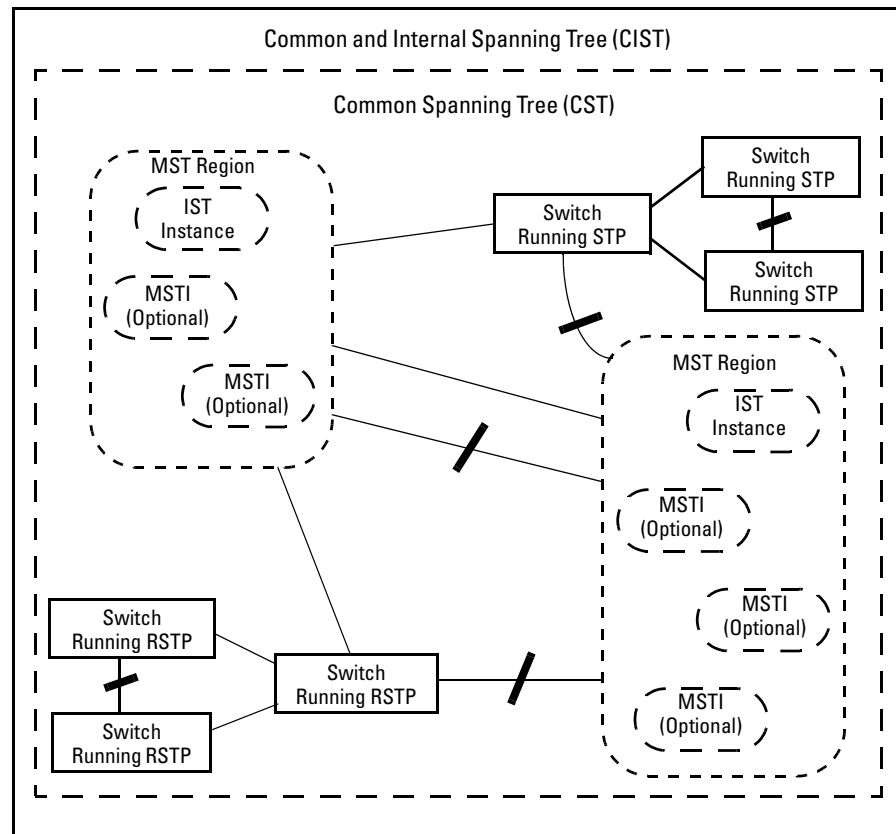 Common and Internal Spanning Tree (CIST)
Common Spanning Tree (CST)
MST Region
IST
Instance
MSTI
(Optional)
MSTI
(Optional)
Switch
Running STP
Switch
Running STP
Switch
Running STP
MST Region
IST
Instance
MSTI
(Optional)
MSTI
(Optional)
MSTI
(Optional)
Switch
Running RSTP
Switch
Running RSTP
Switch
Running RSTP